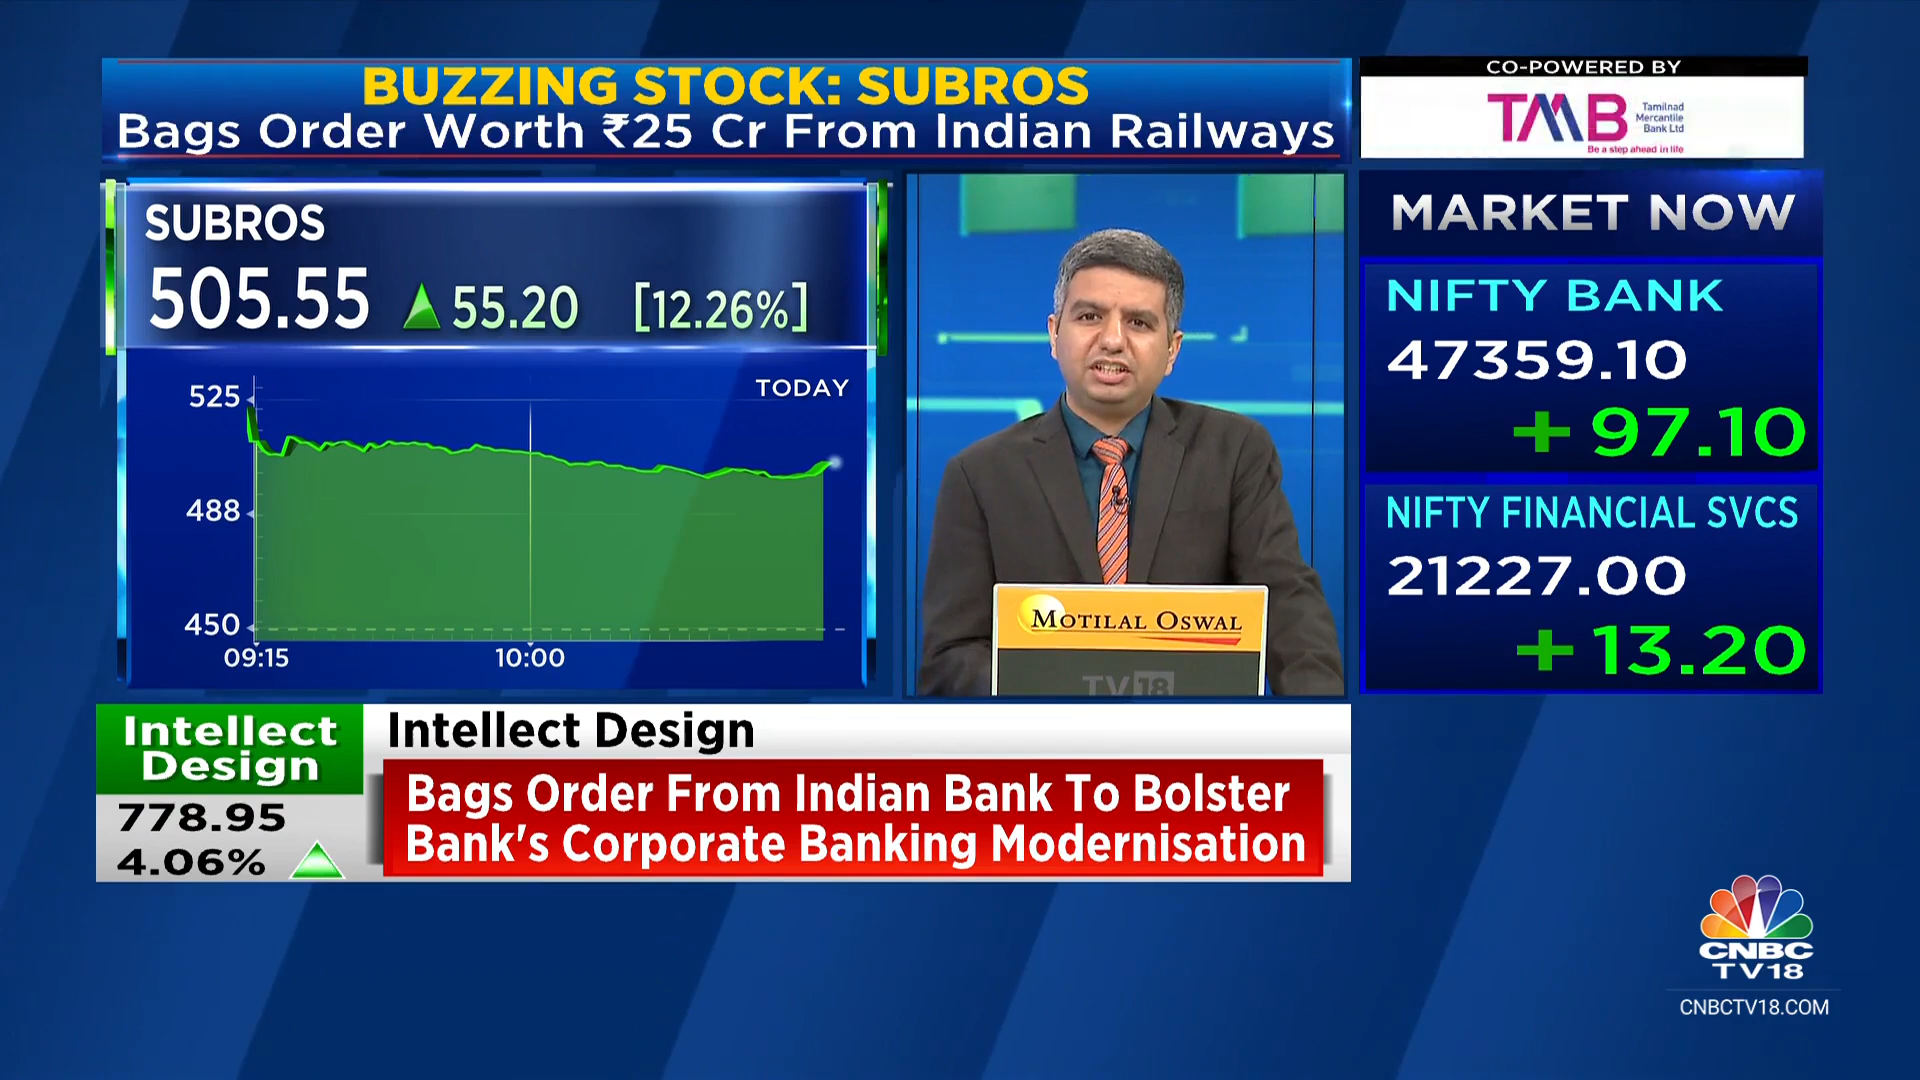 BUZZING STOCK: SUBROS
Bags Order Worth ₹25 Cr From Indian Railways
CO-POWERED BY
TMB
Tamilnad
Mercantile
Bank Ltd
Be a step ahead in life
SUBROS
505.55 ▲ 55.20 [12.26%]
TODAY
525
488
450
09:15 10:00
MOTILAL OSWAL
TV18
MARKET NOW
NIFTY BANK
47359.10
+ 97.10
NIFTY FINANCIAL SVCS
21227.00
+ 13.20
Intellect
Design
778.95
4.06%
Intellect Design
Bags Order From Indian Bank To Bolster
Bank's Corporate Banking Modernisation
CNBC
TV18
CNBCTV18.COM